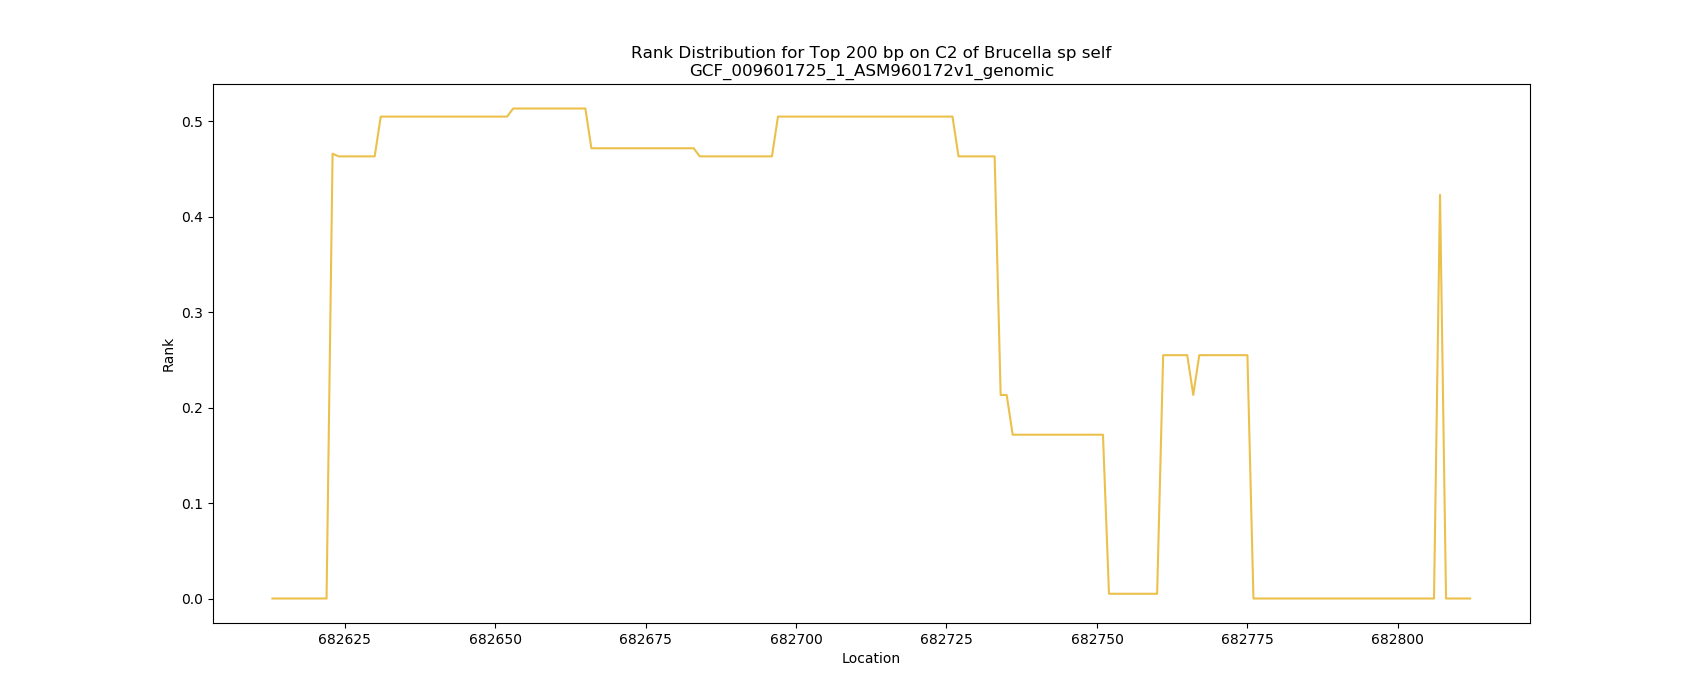 Rank Distribution for Top 200 bp on C2 of Brucella sp self
GCF_009601725_1_ASM960172v1_genomic
0.5
0.4
0.3
0.2
0.1
0.0
Rank
682625 682650 682675 682700 682725 682750 682775 682800
Location